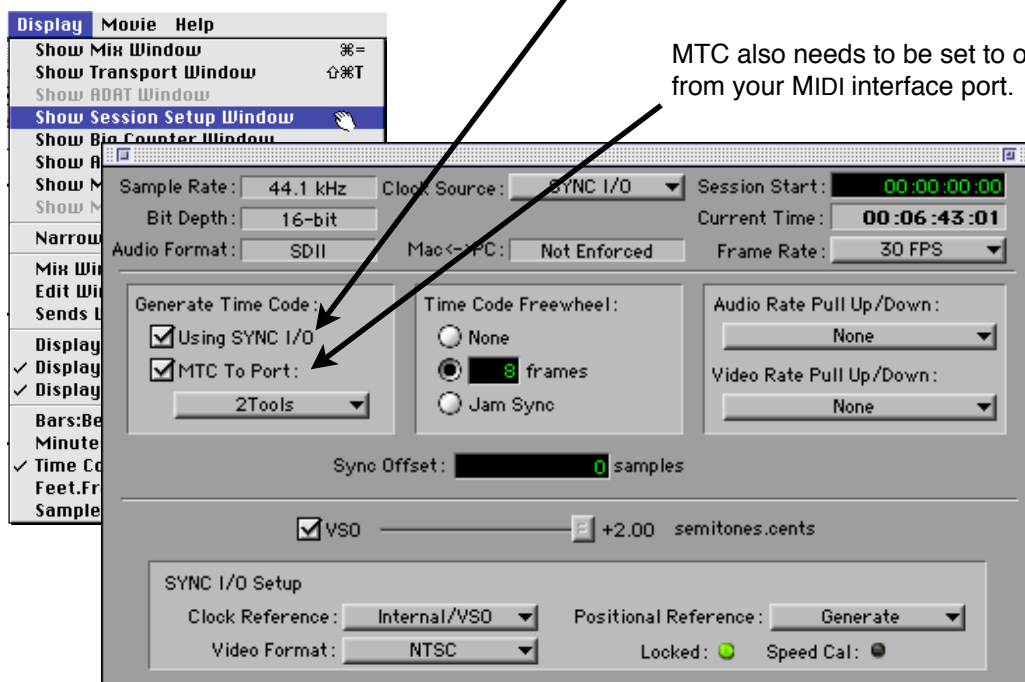 Display Movie Help
Show Mix Window ⌘=
Show Transport Window ⇧⌘T
Show ADAT Window
Show Session Setup Window
Show Big Counter Window
Show A
Show M
Show M
Narrow
Mix Wi
Edit Wi
Sends L
Display
✓ Display
✓ Display
Bars:Be
Minute
✓ Time Co
Feet.Fr
Sample
MTC also needs to be set to o
from your MIDI interface port.
Sample Rate: 44.1 kHz Clock Source: SYNC I/O Session Start: 00:00:00:00
Bit Depth: 16-bit Current Time: 00:06:43:01
Audio Format: SDII Mac<->PC: Not Enforced Frame Rate: 30 FPS
Generate Time Code:
Using SYNC I/O
MTC To Port:
2Tools
Time Code Freewheel:
None
8 frames
Jam Sync
Audio Rate Pull Up/Down:
None
Video Rate Pull Up/Down:
None
Sync Offset: 0 samples
VSO +2.00 semitones.cents
SYNC I/O Setup
Clock Reference: Internal/VSO Positional Reference: Generate
Video Format: NTSC Locked: Speed Cal: